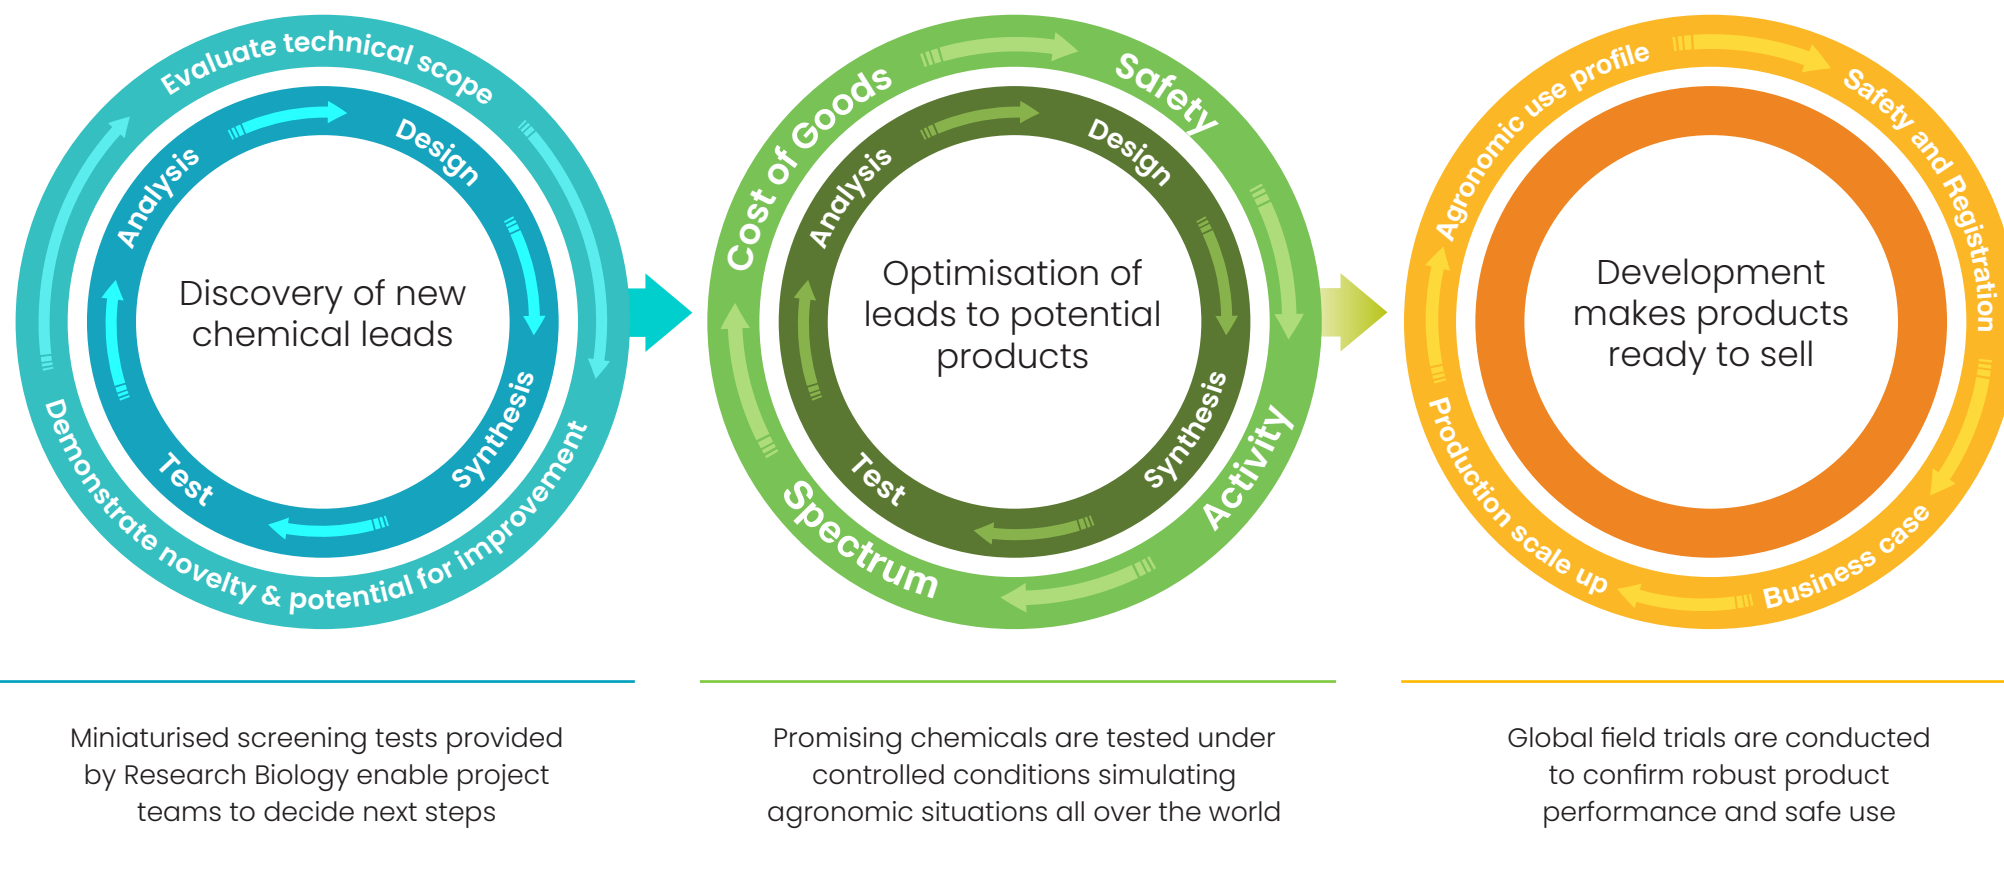 Evaluate technical scope
Demonstrate novelty & potential for improvement
Design
Synthesis
Test
Analysis
Discovery of new
chemical leads
Miniaturised screening tests provided
by Research Biology enable project
teams to decide next steps
Cost of Goods
Safety
Activity
Spectrum
Design
Synthesis
Test
Analysis
Optimisation of
leads to potential
products
Promising chemicals are tested under
controlled conditions simulating
agronomic situations all over the world
Agronomic use profile
Safety and Registration
Business case
Production scale up
Development
makes products
ready to sell
Global field trials are conducted
to confirm robust product
performance and safe use